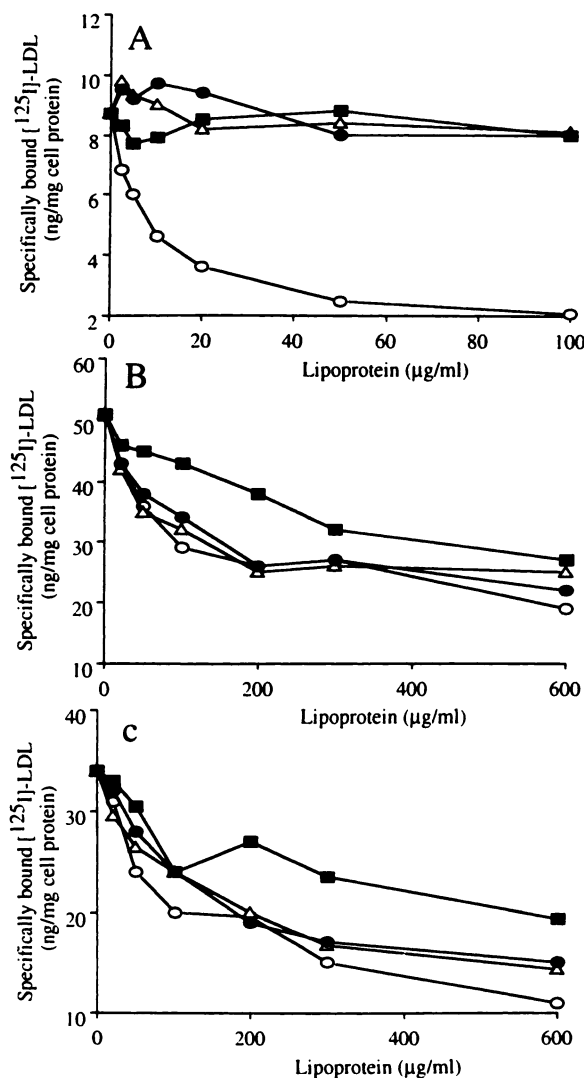 A
12
10
8
6
4
2
Specifically bound [125I]-LDL
(ng/mg cell protein)
0 20 40 60 80 100
Lipoprotein (µg/ml)
B
60
50
40
30
20
10
Specifically bound [125I]-LDL
(ng/mg cell protein)
0 200 400 600
Lipoprotein (µg/ml)
c
40
30
20
10
Specifically bound [125I]-LDL
(ng/mg cell protein)
0 200 400 600
Lipoprotein (µg/ml)